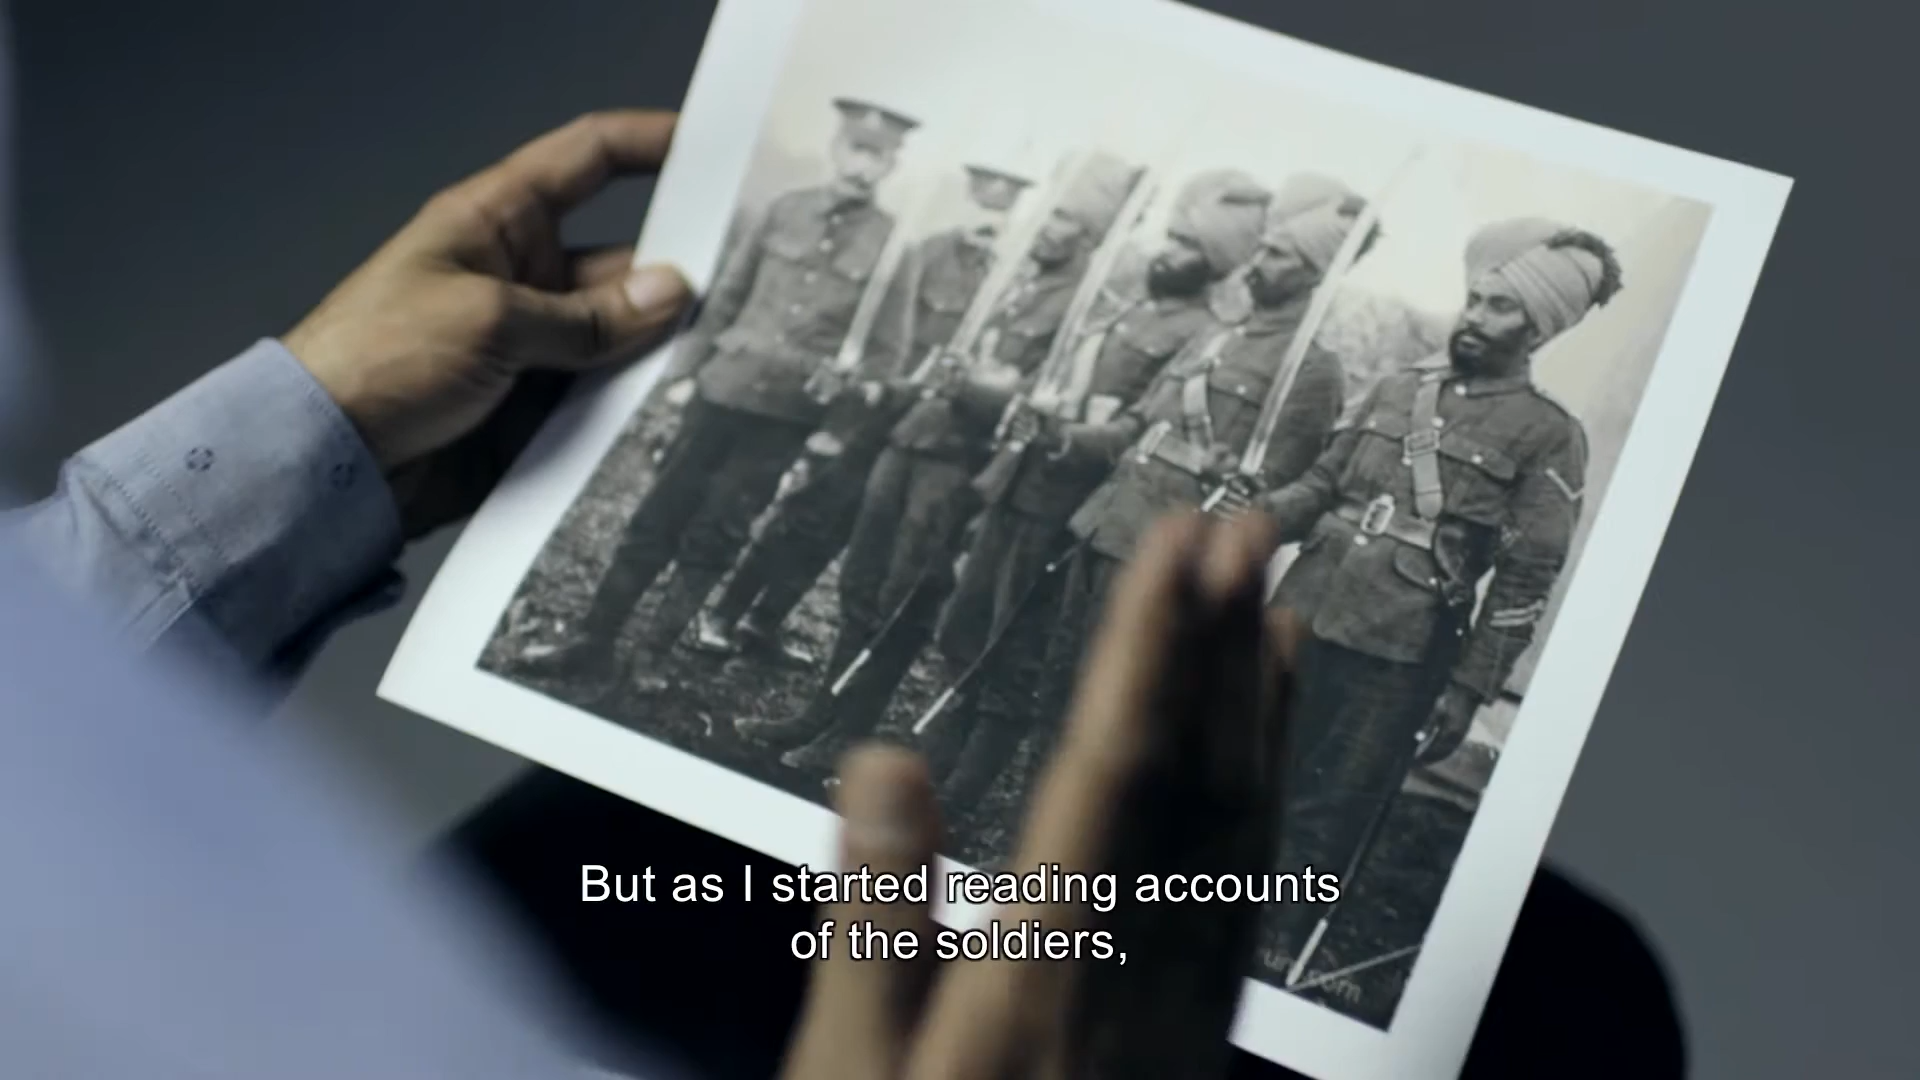 But as I started reading accounts
of the soldiers,